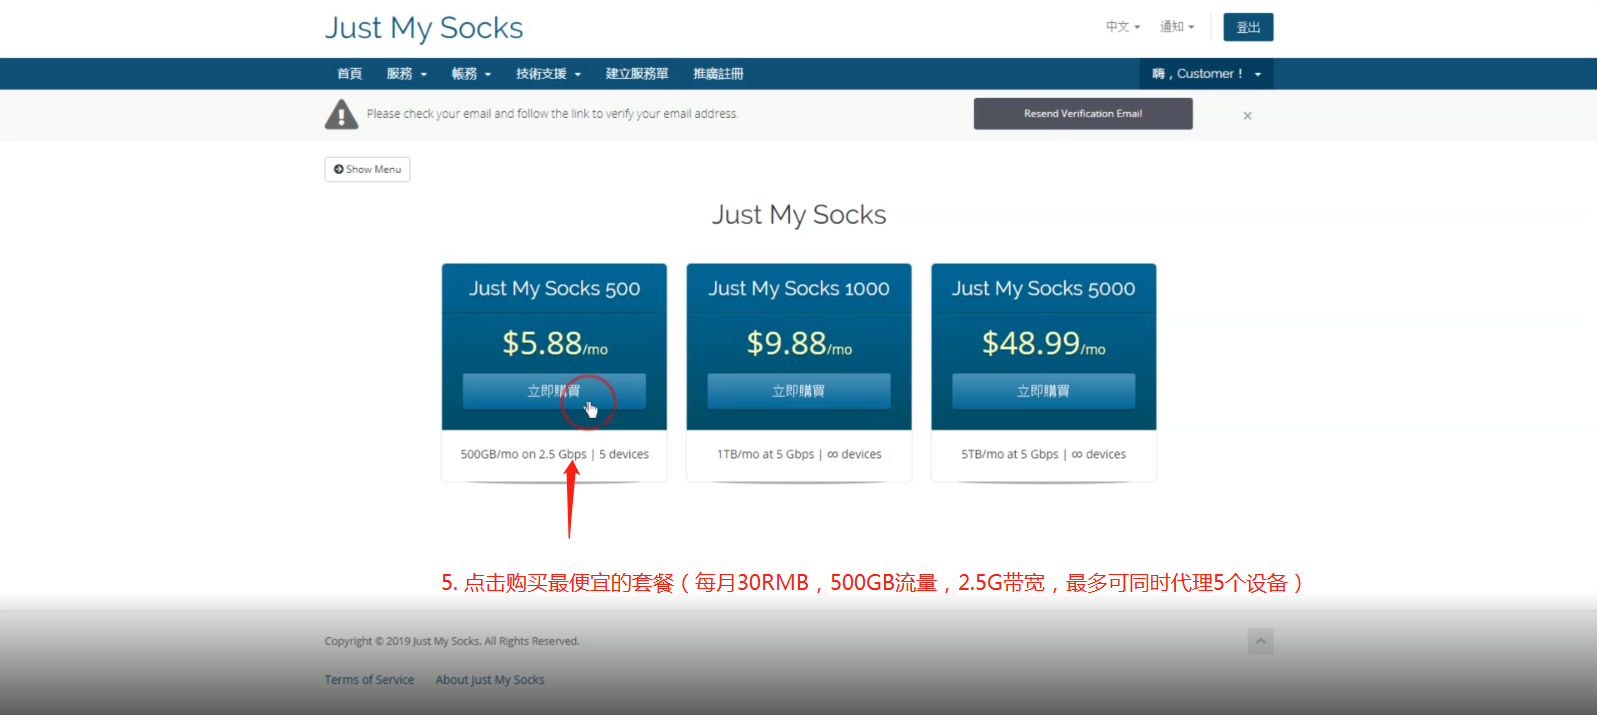 Just My Socks
中文 通知 登出
首頁 服務 帳務 技術支援 建立服務單 推廣註冊 嗨，Customer！
Please check your email and follow the link to verify your email address.
Resend Verification Email ×
Show Menu
Just My Socks
Just My Socks 500
$5.88/mo
立即購買
500GB/mo on 2.5 Gbps | 5 devices
Just My Socks 1000
$9.88/mo
立即購買
1TB/mo at 5 Gbps | ∞ devices
Just My Socks 5000
$48.99/mo
立即購買
5TB/mo at 5 Gbps | ∞ devices
5. 点击购买最便宜的套餐（每月30RMB，500GB流量，2.5G带宽，最多可同时代理5个设备）
Copyright © 2019 Just My Socks. All Rights Reserved.
Terms of Service About Just My Socks